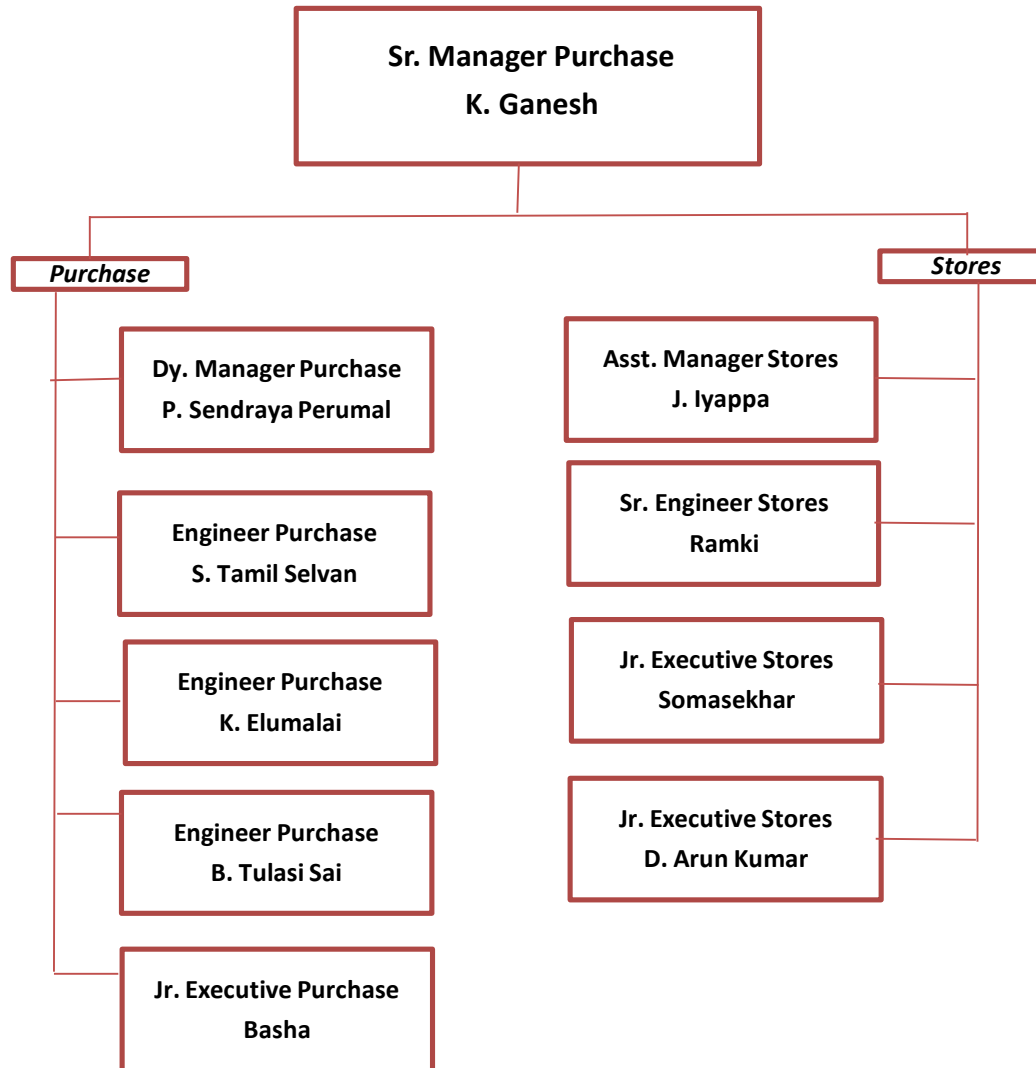 Sr. Manager Purchase
K. Ganesh
Purchase
Stores
Dy. Manager Purchase
P. Sendraya Perumal
Engineer Purchase
S. Tamil Selvan
Engineer Purchase
K. Elumalai
Engineer Purchase
B. Tulasi Sai
Jr. Executive Purchase
Basha
Asst. Manager Stores
J. Iyappa
Sr. Engineer Stores
Ramki
Jr. Executive Stores
Somasekhar
Jr. Executive Stores
D. Arun Kumar